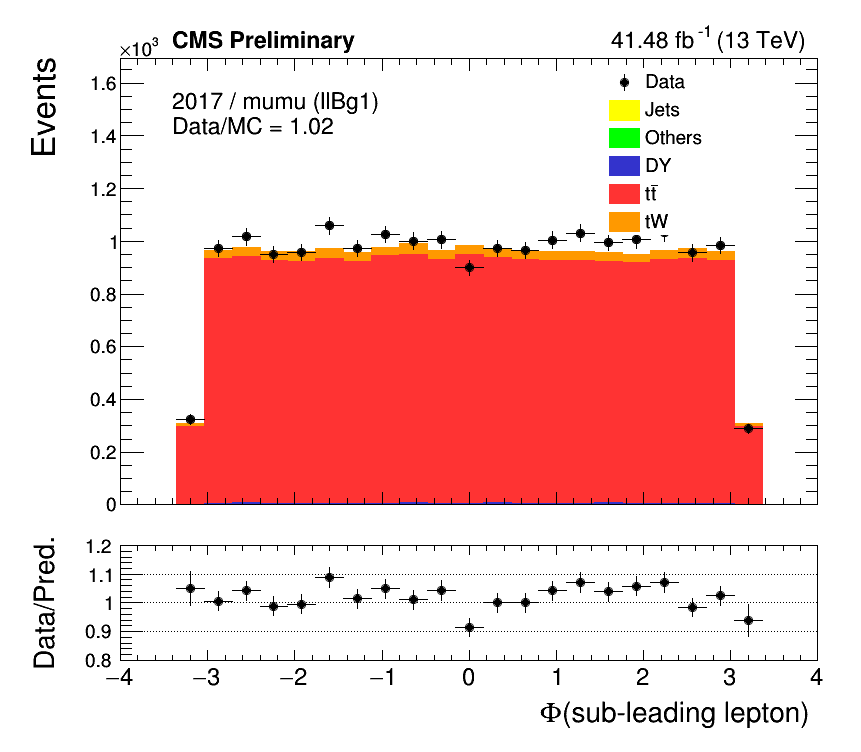 ×10³ CMS Preliminary 41.48 fb⁻¹ (13 TeV)
Events
2017 / mumu (llBg1)
Data/MC = 1.02
Data
Jets
Others
DY
tt̄
tW
1.6
1.4
1.2
1
0.8
0.6
0.4
0.2
0
Data/Pred.
1.2
1.1
1
0.9
0.8
−4 −3 −2 −1 0 1 2 3 4
Φ(sub-leading lepton)